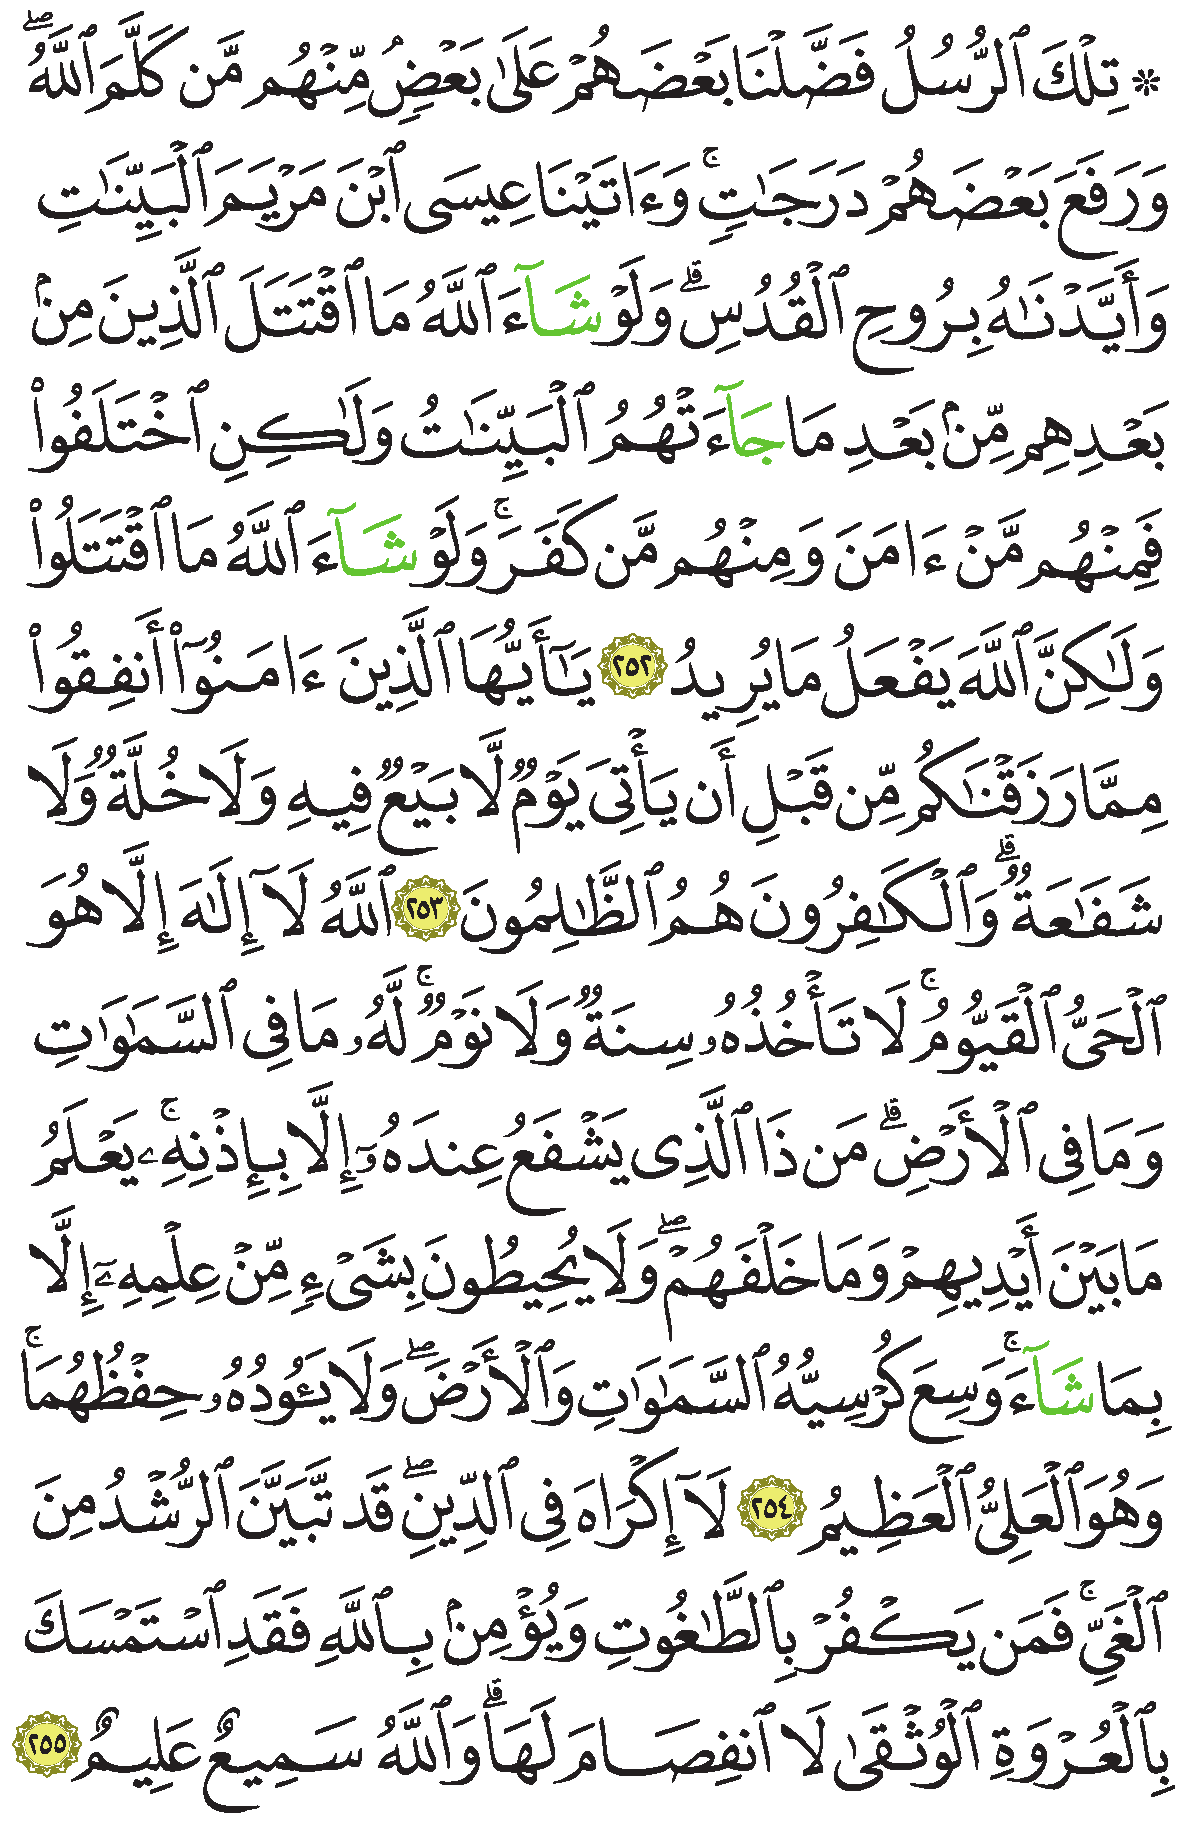 ۞ تِلْكَ ٱلرُّسُلُ فَضَّلْنَا بَعْضَهُمْ عَلَىٰ بَعْضٍۘ مِّنْهُم مَّن كَلَّمَ ٱللَّهُۖ
وَرَفَعَ بَعْضَهُمْ دَرَجَٰتٍۚ وَءَاتَيْنَا عِيسَى ٱبْنَ مَرْيَمَ ٱلْبَيِّنَٰتِ
وَأَيَّدْنَٰهُ بِرُوحِ ٱلْقُدُسِۗ وَلَوْ شَآءَ ٱللَّهُ مَا ٱقْتَتَلَ ٱلَّذِينَ مِنۢ
بَعْدِهِم مِّنۢ بَعْدِ مَا جَآءَتْهُمُ ٱلْبَيِّنَٰتُ وَلَٰكِنِ ٱخْتَلَفُوا۟
فَمِنْهُم مَّنْ ءَامَنَ وَمِنْهُم مَّن كَفَرَۚ وَلَوْ شَآءَ ٱللَّهُ مَا ٱقْتَتَلُوا۟
وَلَٰكِنَّ ٱللَّهَ يَفْعَلُ مَا يُرِيدُ ٢٥٢ يَٰٓأَيُّهَا ٱلَّذِينَ ءَامَنُوٓا۟ أَنفِقُوا۟
مِمَّا رَزَقْنَٰكُم مِّن قَبْلِ أَن يَأْتِىَ يَوْمٌ لَّا بَيْعٌ فِيهِ وَلَا خُلَّةٌ وَلَا
شَفَٰعَةٌۗ وَٱلْكَٰفِرُونَ هُمُ ٱلظَّٰلِمُونَ ٢٥٣ ٱللَّهُ لَآ إِلَٰهَ إِلَّا هُوَ
ٱلْحَىُّ ٱلْقَيُّومُۚ لَا تَأْخُذُهُۥ سِنَةٌ وَلَا نَوْمٌۚ لَّهُۥ مَا فِى ٱلسَّمَٰوَٰتِ
وَمَا فِى ٱلْأَرْضِۗ مَن ذَا ٱلَّذِى يَشْفَعُ عِندَهُۥٓ إِلَّا بِإِذْنِهِۦۚ يَعْلَمُ
مَا بَيْنَ أَيْدِيهِمْ وَمَا خَلْفَهُمْۖ وَلَا يُحِيطُونَ بِشَىْءٍ مِّنْ عِلْمِهِۦٓ إِلَّا
بِمَا شَآءَۚ وَسِعَ كُرْسِيُّهُ ٱلسَّمَٰوَٰتِ وَٱلْأَرْضَۖ وَلَا يَـُٔودُهُۥ حِفْظُهُمَاۚ
وَهُوَ ٱلْعَلِىُّ ٱلْعَظِيمُ ٢٥٤ لَآ إِكْرَاهَ فِى ٱلدِّينِۖ قَد تَّبَيَّنَ ٱلرُّشْدُ مِنَ
ٱلْغَىِّۚ فَمَن يَكْفُرْ بِٱلطَّٰغُوتِ وَيُؤْمِنۢ بِٱللَّهِ فَقَدِ ٱسْتَمْسَكَ
بِٱلْعُرْوَةِ ٱلْوُثْقَىٰ لَا ٱنفِصَامَ لَهَاۗ وَٱللَّهُ سَمِيعٌ عَلِيمٌ ٢٥٥